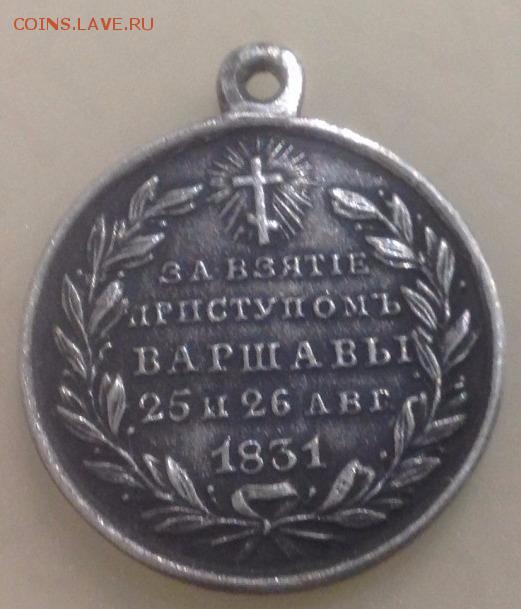 COINS.LAVE.RU
ЗА ВЗЯТІЕ
ПРИСТУПОМЪ
ВАРШАВЫ
25 И 26 АВГ.
1831